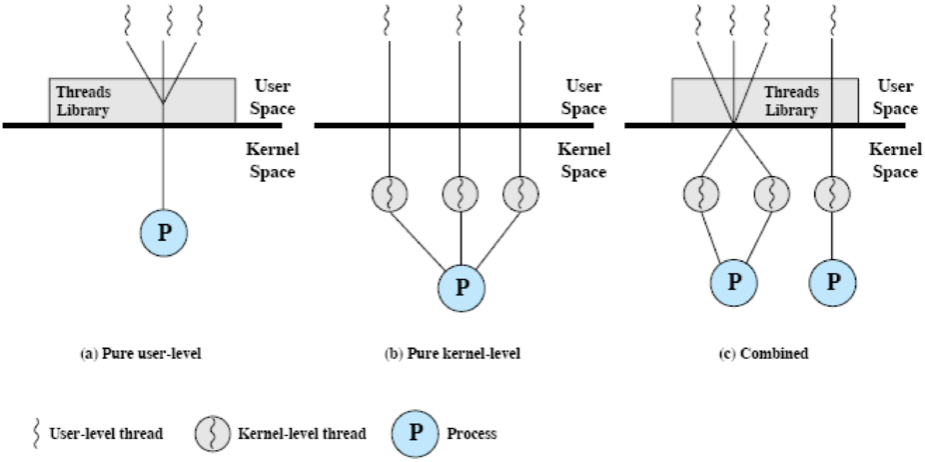 Threads
Library
User
Space
Kernel
Space
P
(a) Pure user-level
User
Space
Kernel
Space
P
(b) Pure kernel-level
Threads
Library
User
Space
Kernel
Space
P
P
(c) Combined
User-level thread
Kernel-level thread
P
Process